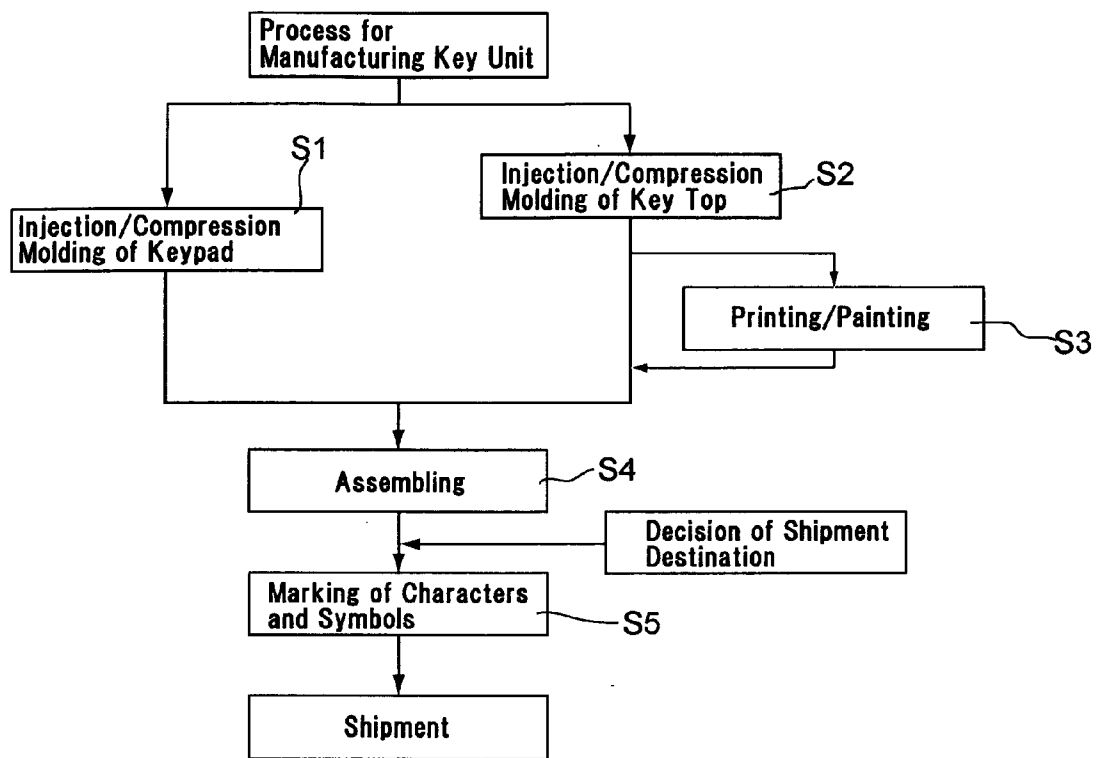 Process for
Manufacturing Key Unit
S1
Injection/Compression
Molding of Key Top
S2
Injection/Compression
Molding of Keypad
Printing/Painting
S3
Assembling
S4
Decision of Shipment
Destination
Marking of Characters
and Symbols
S5
Shipment